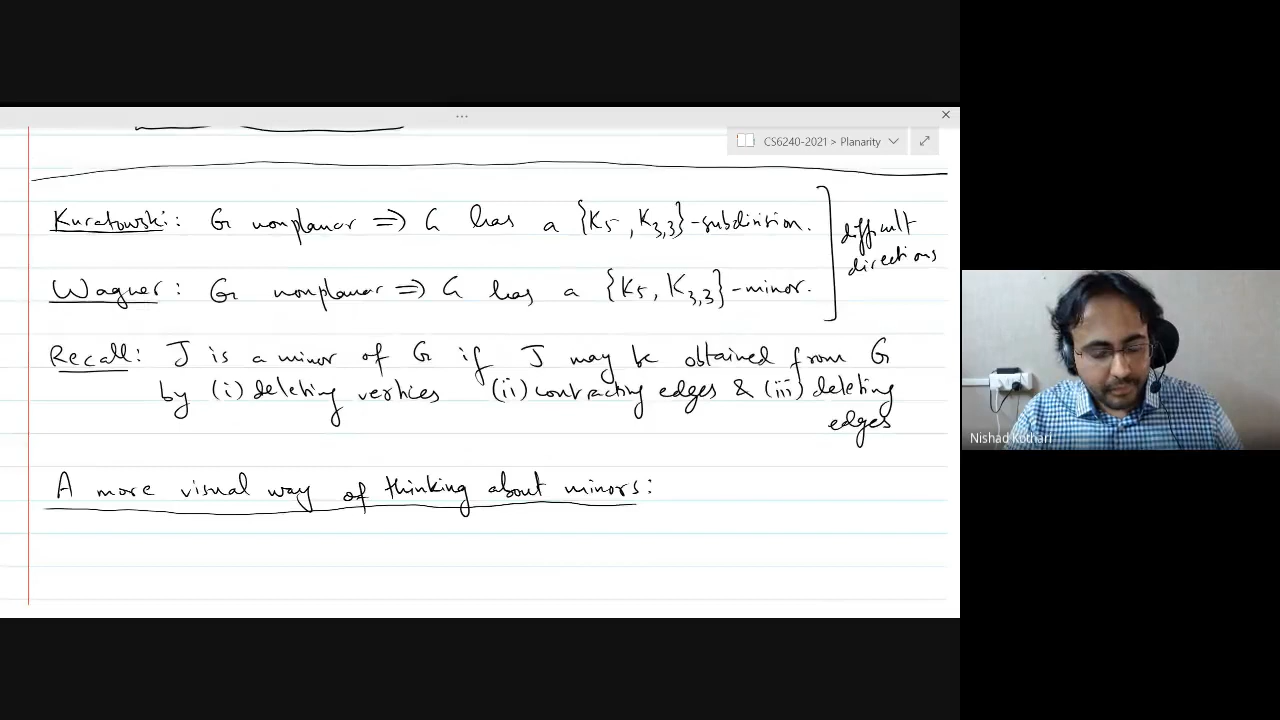 CS6240-2021 > Planarity
Kuratowski: G nonplanar ⇒ G has a {K₅, K₃,₃}-subdivision.
Wagner: G nonplanar ⇒ G has a {K₅, K₃,₃}-minor.
difficult
directions
Recall: J is a minor of G if J may be obtained from G
by (i) deleting vertices (ii) contracting edges & (iii) deleting
edges
A more visual way of thinking about minors:
Nishad Kothari